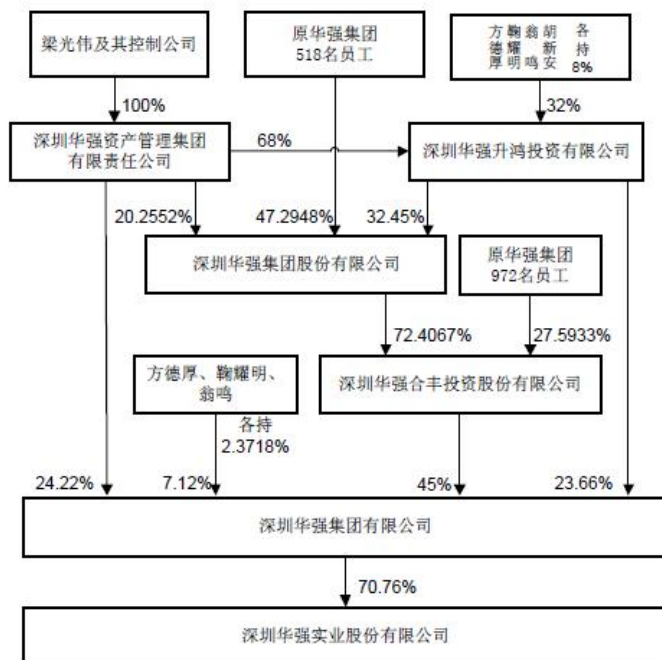 梁光伟及其控制公司
原华强集团
518名员工
方德厚
鞠耀明
翁鸣
胡新安
各持
8%
100%
32%
深圳华强资产管理集团
有限责任公司
68%
深圳华强升鸿投资有限公司
20.2552%
47.2948%
32.45%
深圳华强集团股份有限公司
原华强集团
972名员工
72.4067%
27.5933%
方德厚、鞠耀明、
翁鸣
深圳华强合丰投资股份有限公司
各持
2.3718%
24.22%
7.12%
45%
23.66%
深圳华强集团有限公司
70.76%
深圳华强实业股份有限公司